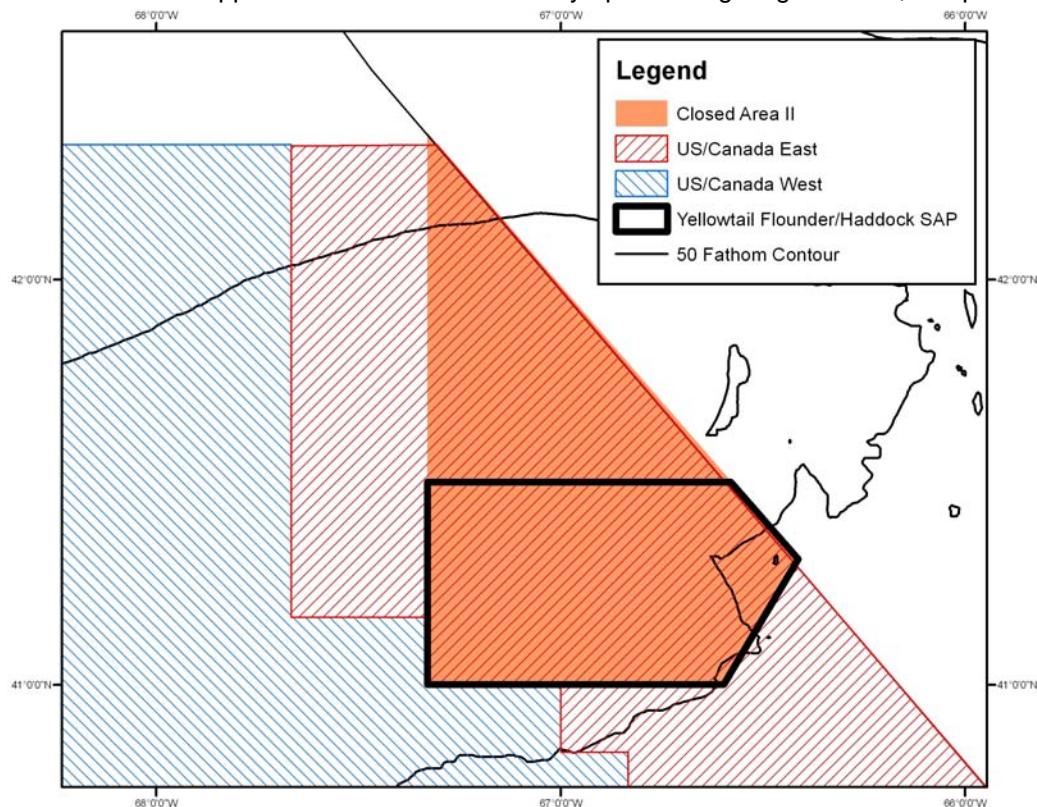 68°0'0"W 67°0'0"W 66°0'0"W
Legend
Closed Area II
US/Canada East
US/Canada West
Yellowtail Flounder/Haddock SAP
50 Fathom Contour
42°0'0"N 42°0'0"N
41°0'0"N 41°0'0"N
68°0'0"W 67°0'0"W 66°0'0"W